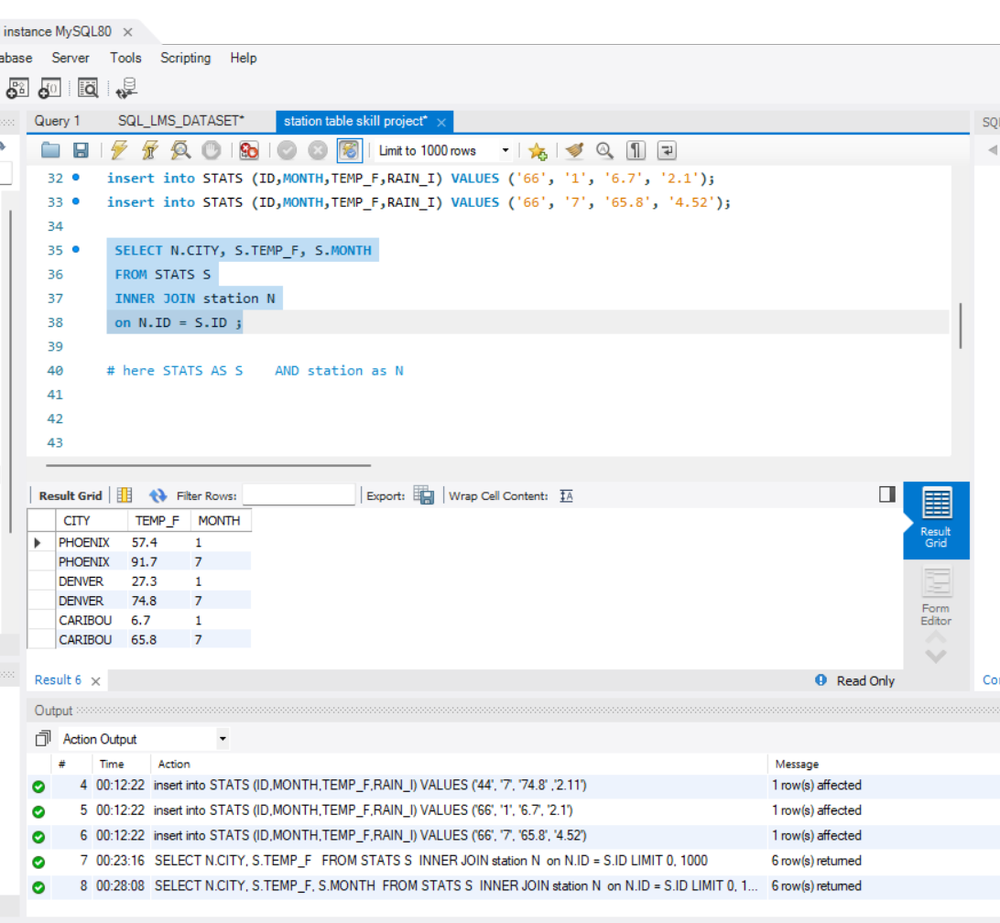 instance MySQL80 ×
abase Server Tools Scripting Help
Query 1 SQL_LMS_DATASET* station table skill project* × SQL
Limit to 1000 rows
32 insert into STATS (ID,MONTH,TEMP_F,RAIN_I) VALUES ('66', '1', '6.7', '2.1');
33 insert into STATS (ID,MONTH,TEMP_F,RAIN_I) VALUES ('66', '7', '65.8', '4.52');
34
35 SELECT N.CITY, S.TEMP_F, S.MONTH
36 FROM STATS S
37 INNER JOIN station N
38 on N.ID = S.ID ;
39
40 # here STATS AS S AND station as N
41
42
43
Result Grid Filter Rows: Export: Wrap Cell Content: IA
CITY TEMP_F MONTH
PHOENIX 57.4 1
PHOENIX 91.7 7
DENVER 27.3 1
DENVER 74.8 7
CARIBOU 6.7 1
CARIBOU 65.8 7
Result
Grid
Form
Editor
Result 6 × Read Only Co
Output
Action Output
# Time Action Message
4 00:12:22 insert into STATS (ID,MONTH,TEMP_F,RAIN_I) VALUES ('44', '7', '74.8' ,'2.11') 1 row(s) affected
5 00:12:22 insert into STATS (ID,MONTH,TEMP_F,RAIN_I) VALUES ('66', '1', '6.7', '2.1') 1 row(s) affected
6 00:12:22 insert into STATS (ID,MONTH,TEMP_F,RAIN_I) VALUES ('66', '7', '65.8', '4.52') 1 row(s) affected
7 00:23:16 SELECT N.CITY, S.TEMP_F FROM STATS S INNER JOIN station N on N.ID = S.ID LIMIT 0, 1000 6 row(s) returned
8 00:28:08 SELECT N.CITY, S.TEMP_F, S.MONTH FROM STATS S INNER JOIN station N on N.ID = S.ID LIMIT 0, 1... 6 row(s) returned